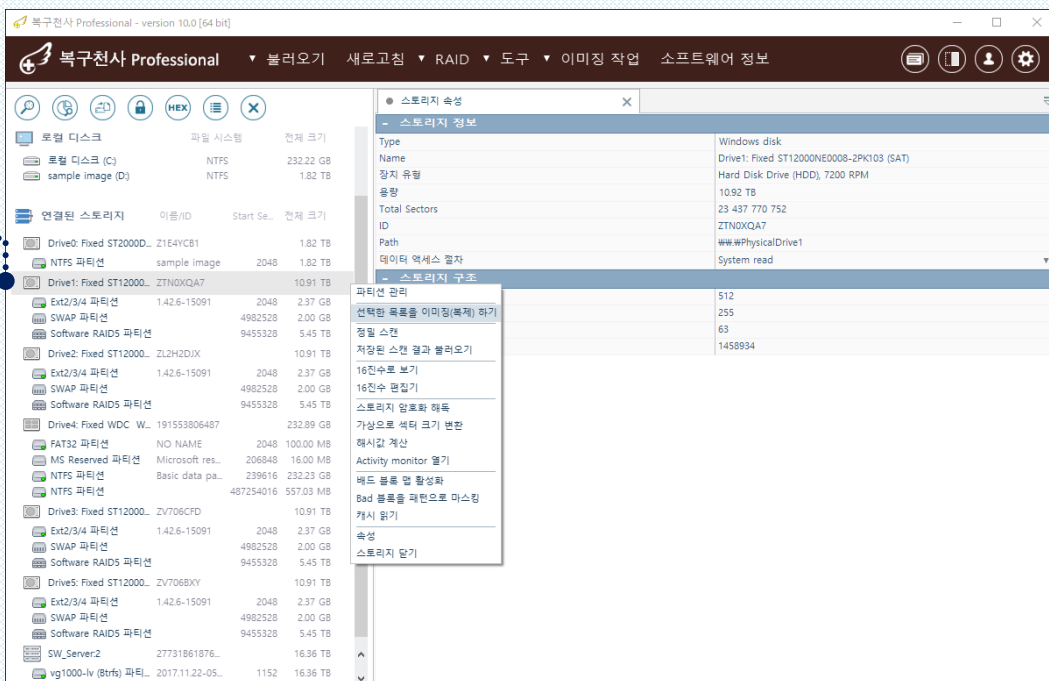 복구천사 Professional - version 10.0 [64 bit]
복구천사 Professional ▼ 불러오기 새로고침 ▼ RAID ▼ 도구 ▼ 이미징 작업 소프트웨어 정보
HEX
로컬 디스크 파일 시스템 전체 크기
로컬 디스크 (C:) NTFS 232.22 GB
sample image (D:) NTFS 1.82 TB
연결된 스토리지 이름/ID Start Se... 전체 크기
Drive0: Fixed ST2000D... Z1E4YCB1 1.82 TB
NTFS 파티션 sample image 2048 1.82 TB
Drive1: Fixed ST12000... ZTN0XQA7 10.91 TB
Ext2/3/4 파티션 1.42.6-15091 2048 2.37 GB
SWAP 파티션 4982528 2.00 GB
Software RAID5 파티션 9455328 5.45 TB
Drive2: Fixed ST12000... ZL2H2DJX 10.91 TB
Ext2/3/4 파티션 1.42.6-15091 2048 2.37 GB
SWAP 파티션 4982528 2.00 GB
Software RAID5 파티션 9455328 5.45 TB
Drive4: Fixed WDC W... 191553806487 232.89 GB
FAT32 파티션 NO NAME 2048 100.00 MB
MS Reserved 파티션 Microsoft res... 206848 16.00 MB
NTFS 파티션 Basic data pa... 239616 232.23 GB
NTFS 파티션 487254016 557.03 MB
Drive3: Fixed ST12000... ZV706CFD 10.91 TB
Ext2/3/4 파티션 1.42.6-15091 2048 2.37 GB
SWAP 파티션 4982528 2.00 GB
Software RAID5 파티션 9455328 5.45 TB
Drive5: Fixed ST12000... ZV706BXY 10.91 TB
Ext2/3/4 파티션 1.42.6-15091 2048 2.37 GB
SWAP 파티션 4982528 2.00 GB
Software RAID5 파티션 9455328 5.45 TB
SW_Server:2 27731B61876... 16.36 TB
vg1000-lv (Btrfs) 파티... 2017.11.22-05... 1152 16.36 TB
스토리지 속성
- 스토리지 정보
Type Windows disk
Name Drive1: Fixed ST12000NE0008-2PK103 (SAT)
장치 유형 Hard Disk Drive (HDD), 7200 RPM
용량 10.92 TB
Total Sectors 23 437 770 752
ID ZTN0XQA7
Path ₩₩.₩PhysicalDrive1
데이터 액세스 절차 System read
- 스토리지 구조
512
255
63
1458934
파티션 관리
선택한 목록을 이미징(복제) 하기
정밀 스캔
저장된 스캔 결과 불러오기
16진수로 보기
16진수 편집기
스토리지 암호화 해독
가상으로 섹터 크기 변환
해시값 계산
Activity monitor 열기
배드 블록 맵 활성화
Bad 블록을 패턴으로 마스킹
캐시 읽기
속성
스토리지 닫기